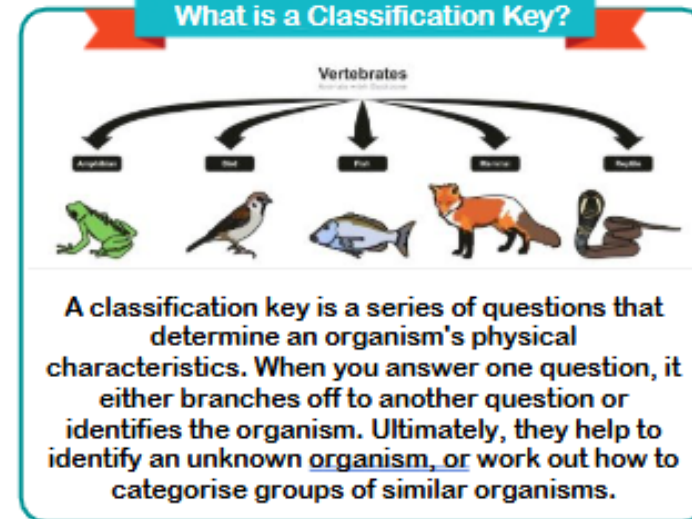 What is a Classification Key?
Vertebrates
Amphibian Bird Fish Mammal Reptile
A classification key is a series of questions that
determine an organism's physical
characteristics. When you answer one question, it
either branches off to another question or
identifies the organism. Ultimately, they help to
identify an unknown organism, or work out how to
categorise groups of similar organisms.